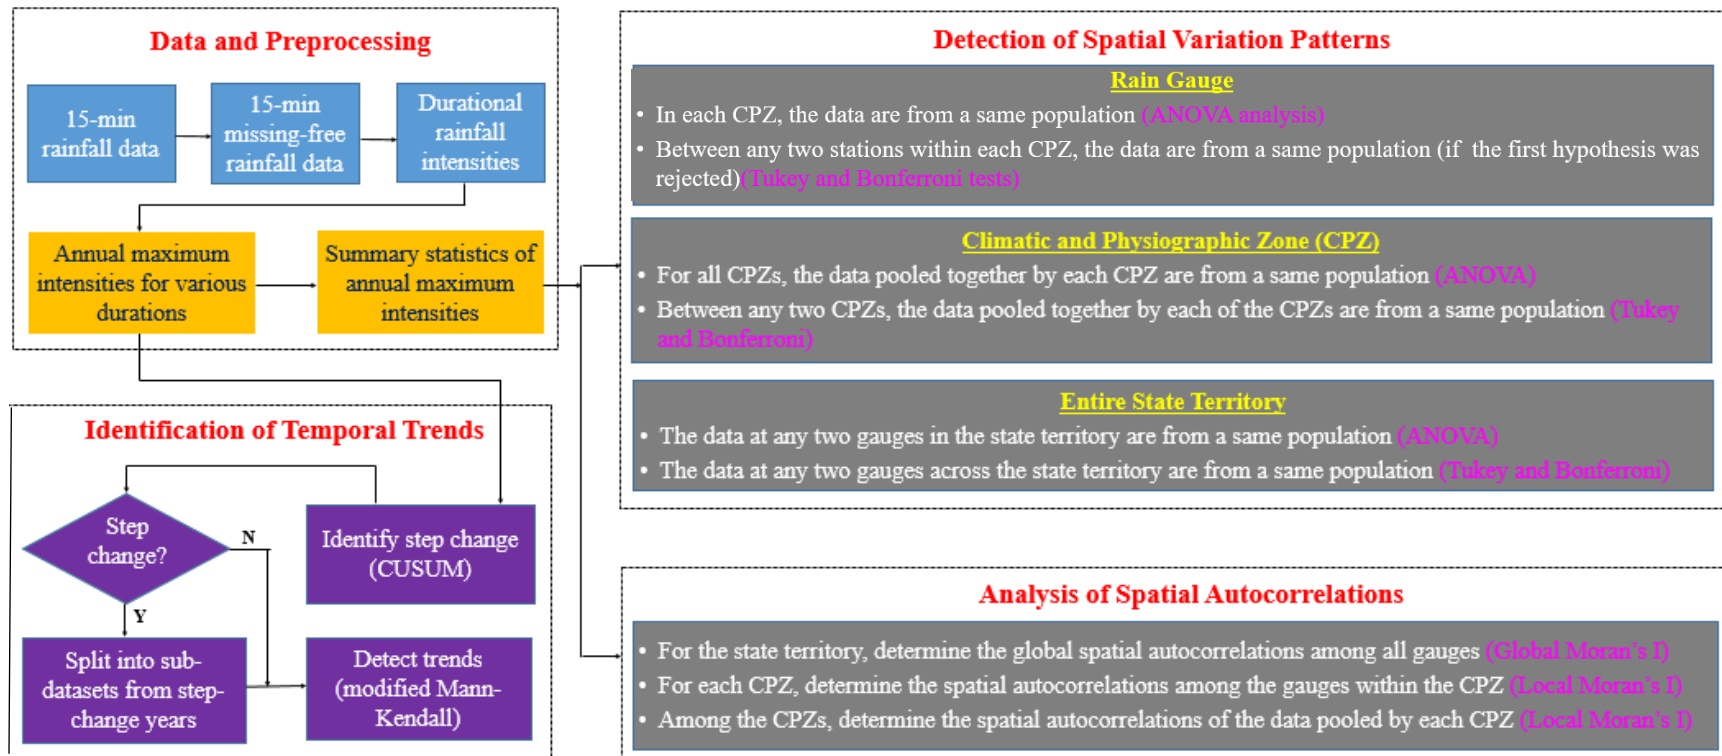 Data and Preprocessing
15-min
rainfall data
15-min
missing-free
rainfall data
Durational
rainfall
intensities
Annual maximum
intensities for various
durations
Summary statistics of
annual maximum
intensities
Identification of Temporal Trends
Step
change?
N
Y
Identify step change
(CUSUM)
Split into sub-
datasets from step-
change years
Detect trends
(modified Mann-
Kendall)
Detection of Spatial Variation Patterns
Rain Gauge
• In each CPZ, the data are from a same population (ANOVA analysis)
• Between any two stations within each CPZ, the data are from a same population (if the first hypothesis was
rejected)(Tukey and Bonferroni tests)
Climatic and Physiographic Zone (CPZ)
• For all CPZs, the data pooled together by each CPZ are from a same population (ANOVA)
• Between any two CPZs, the data pooled together by each of the CPZs are from a same population (Tukey
and Bonferroni)
Entire State Territory
• The data at any two gauges in the state territory are from a same population (ANOVA)
• The data at any two gauges across the state territory are from a same population (Tukey and Bonferroni)
Analysis of Spatial Autocorrelations
• For the state territory, determine the global spatial autocorrelations among all gauges (Global Moran's I)
• For each CPZ, determine the spatial autocorrelations among the gauges within the CPZ (Local Moran's I)
• Among the CPZs, determine the spatial autocorrelations of the data pooled by each CPZ (Local Moran's I)